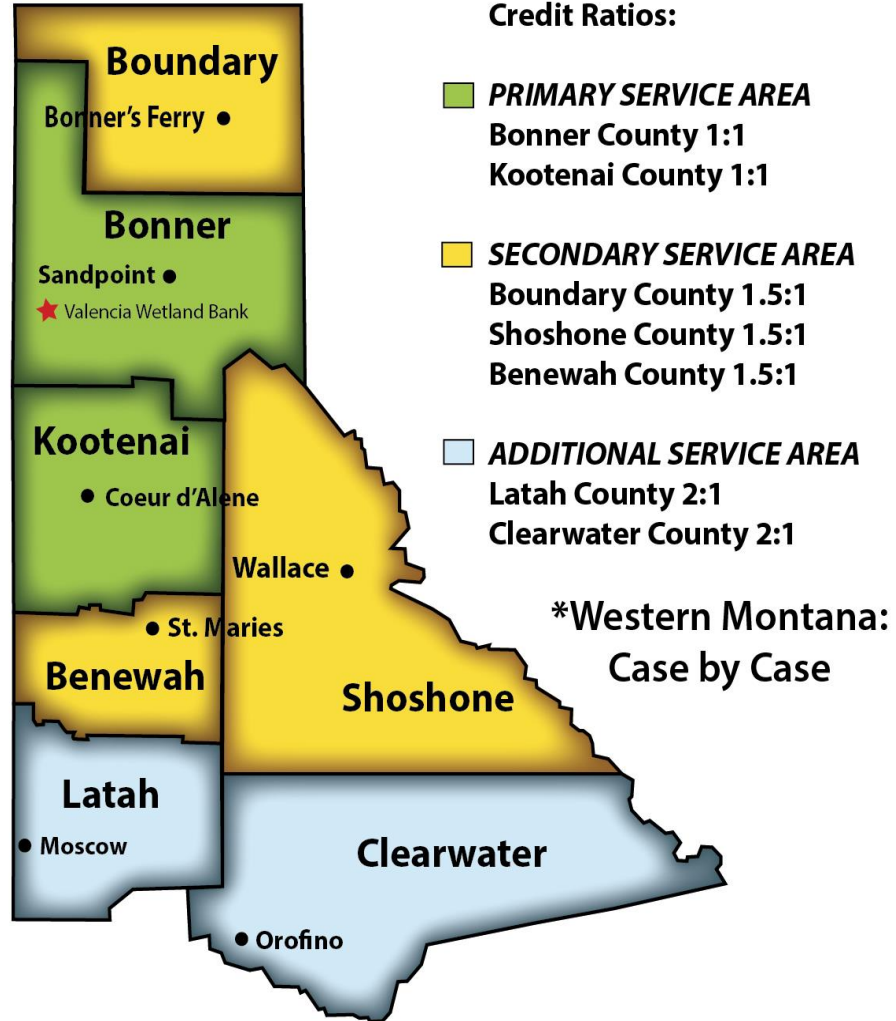 Credit Ratios:
PRIMARY SERVICE AREA
Bonner County 1:1
Kootenai County 1:1
SECONDARY SERVICE AREA
Boundary County 1.5:1
Shoshone County 1.5:1
Benewah County 1.5:1
ADDITIONAL SERVICE AREA
Latah County 2:1
Clearwater County 2:1
*Western Montana:
Case by Case
Boundary
Bonner's Ferry
Bonner
Sandpoint
Valencia Wetland Bank
Kootenai
Coeur d'Alene
Wallace
St. Maries
Benewah
Shoshone
Latah
Moscow
Clearwater
Orofino